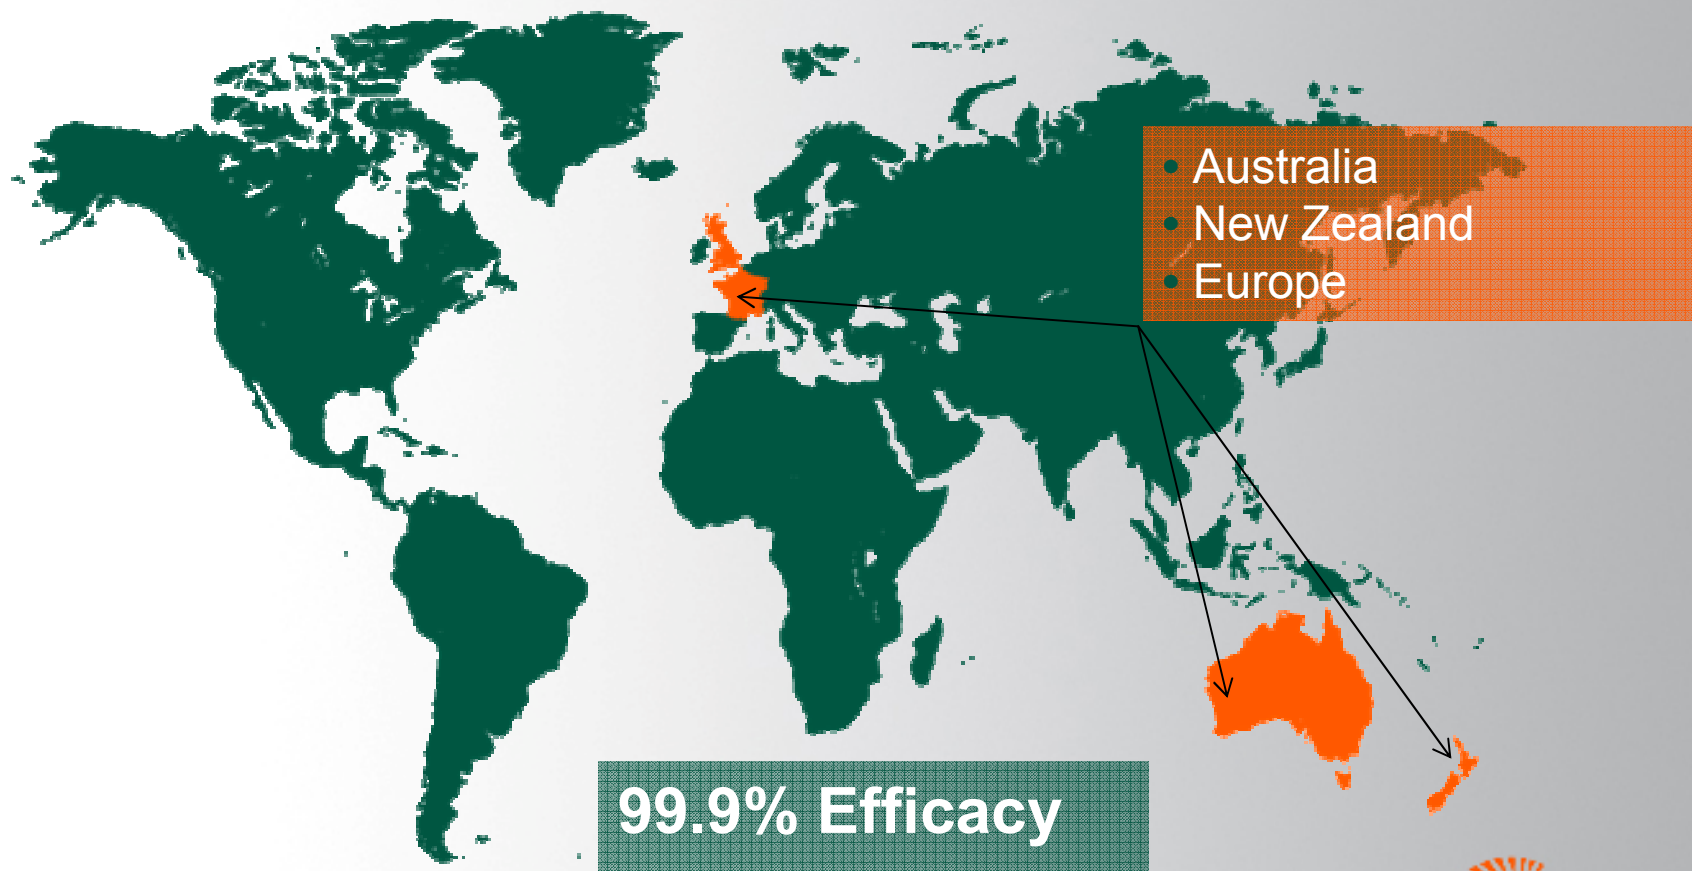 • Australia
• New Zealand
• Europe
99.9% Efficacy